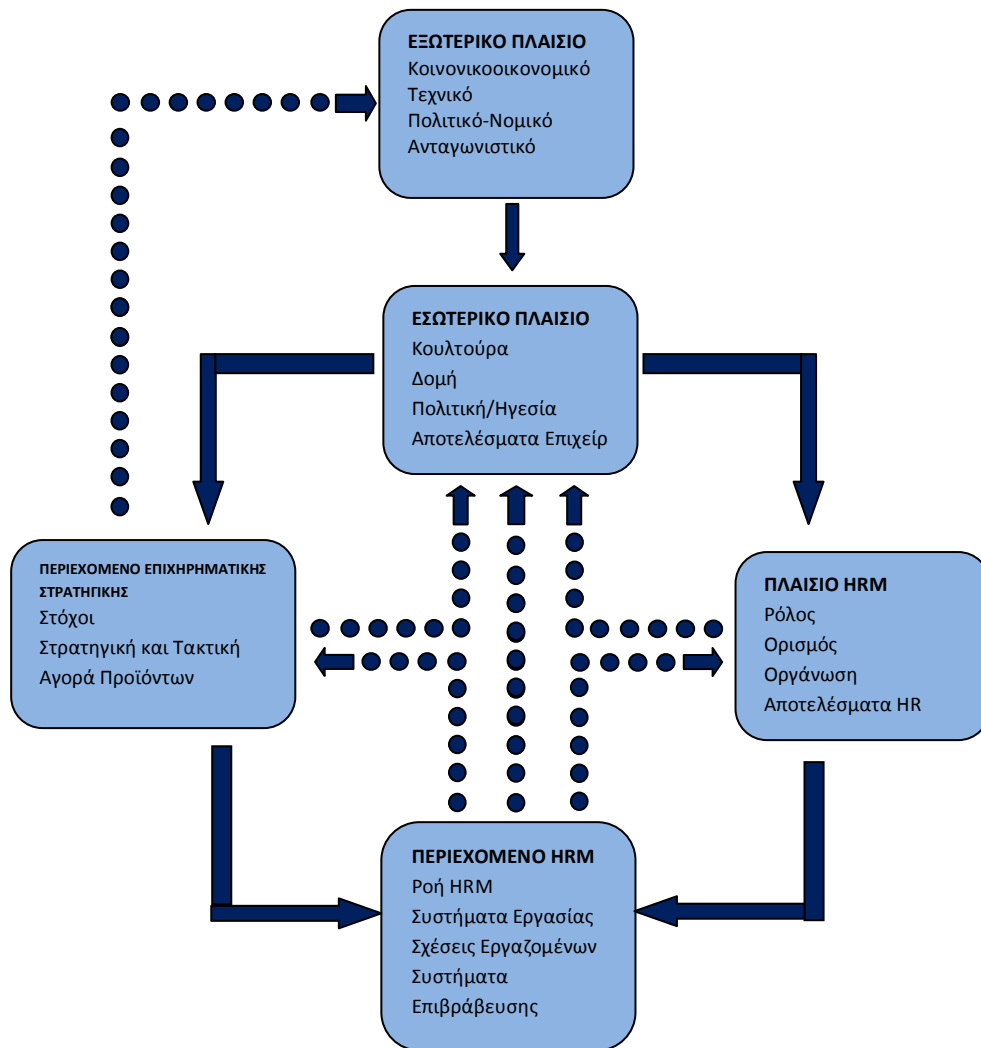 ΕΞΩΤΕΡΙΚΟ ΠΛΑΙΣΙΟ
Κοινονικοοικονομικό
Τεχνικό
Πολιτικό-Νομικό
Ανταγωνιστικό
ΕΣΩΤΕΡΙΚΟ ΠΛΑΙΣΙΟ
Κουλτούρα
Δομή
Πολιτική/Ηγεσία
Αποτελέσματα Επιχείρ
ΠΕΡΙΕΧΟΜΕΝΟ ΕΠΙΧΗΡΗΜΑΤΙΚΗΣ
ΣΤΡΑΤΗΓΙΚΗΣ
Στόχοι
Στρατηγική και Τακτική
Αγορά Προϊόντων
ΠΛΑΙΣΙΟ HRM
Ρόλος
Ορισμός
Οργάνωση
Αποτελέσματα HR
ΠΕΡΙΕΧΟΜΕΝΟ HRM
Ροή HRM
Συστήματα Εργασίας
Σχέσεις Εργαζομένων
Συστήματα
Επιβράβευσης